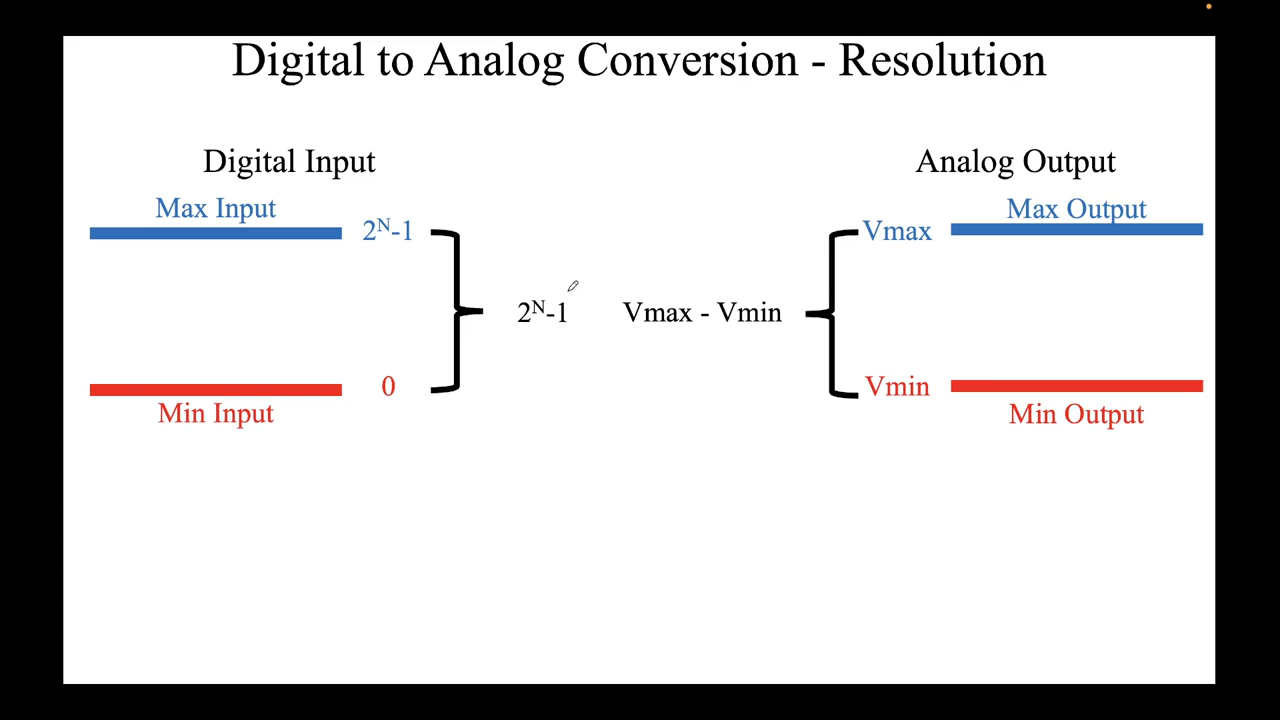 Digital to Analog Conversion - Resolution
Digital Input
Analog Output
Max Input
2ᴺ-1
Vmax
Max Output
2ᴺ-1
Vmax - Vmin
0
Min Input
Vmin
Min Output